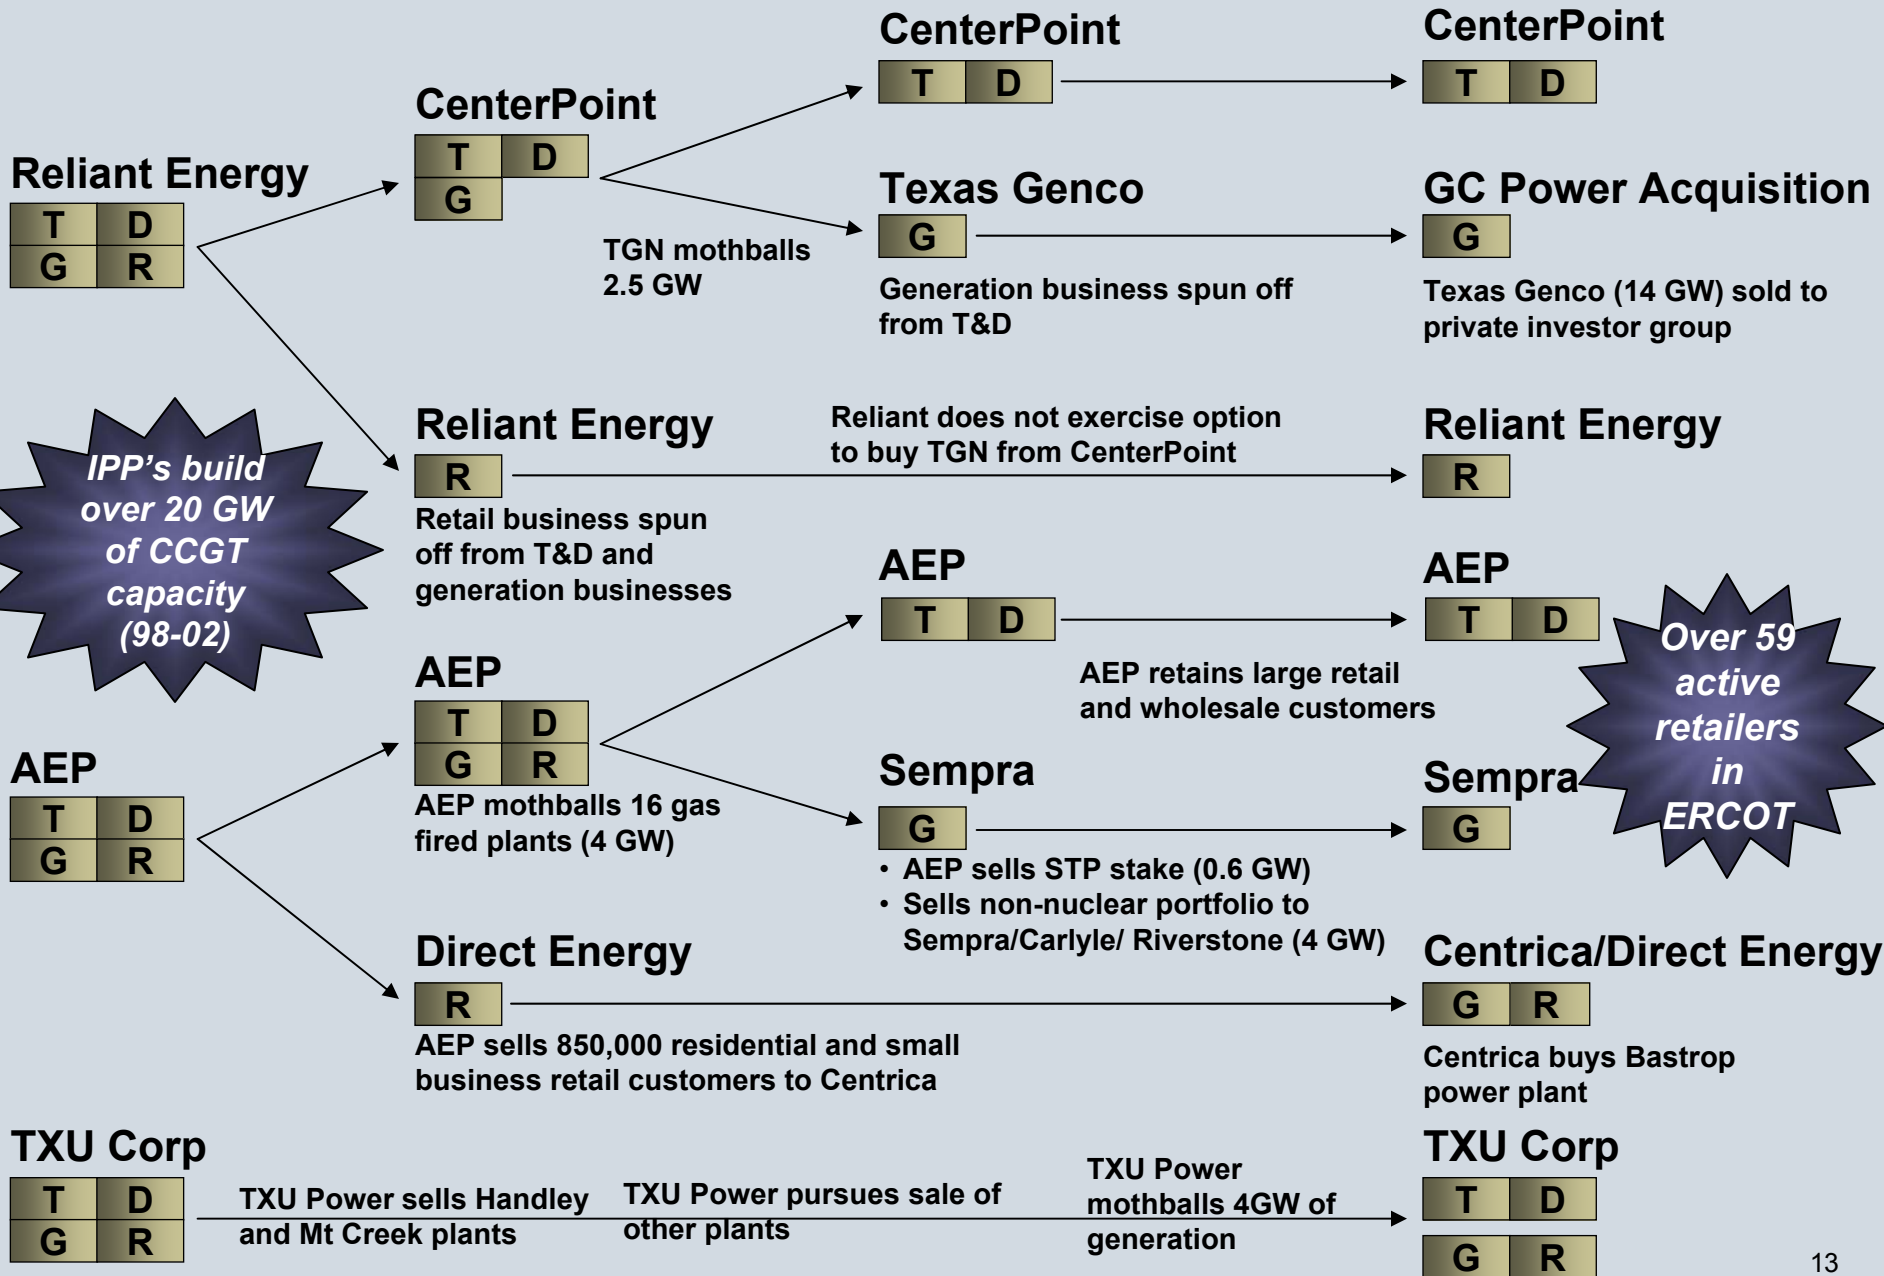 CenterPoint
T D
CenterPoint
T D
CenterPoint
T D
G
Reliant Energy
T D
G R
TGN mothballs
2.5 GW
Texas Genco
G
Generation business spun off
from T&D
GC Power Acquisition
G
Texas Genco (14 GW) sold to
private investor group
IPP's build
over 20 GW
of CCGT
capacity
(98-02)
Reliant Energy
R
Retail business spun
off from T&D and
generation businesses
Reliant does not exercise option
to buy TGN from CenterPoint
Reliant Energy
R
AEP
T D
AEP
T D
AEP retains large retail
and wholesale customers
Over 59
active
retailers
in
ERCOT
AEP
T D
G R
AEP mothballs 16 gas
fired plants (4 GW)
AEP
T D
G R
Sempra
G
• AEP sells STP stake (0.6 GW)
• Sells non-nuclear portfolio to
Sempra/Carlyle/ Riverstone (4 GW)
Sempra
G
Direct Energy
R
AEP sells 850,000 residential and small
business retail customers to Centrica
Centrica/Direct Energy
G R
Centrica buys Bastrop
power plant
TXU Corp
T D
G R
TXU Power sells Handley
and Mt Creek plants
TXU Power pursues sale of
other plants
TXU Power
mothballs 4GW of
generation
TXU Corp
T D
G R
13